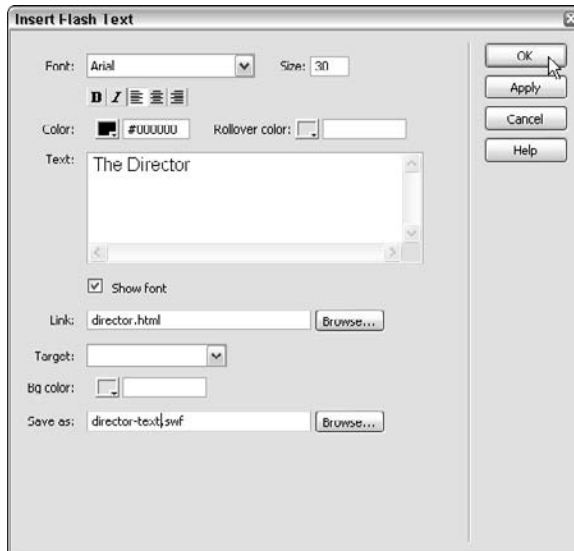 Insert Flash Text
Font: Arial Size: 30
B I
Color: #000000 Rollover color:
Text: The Director
Show font
Link: director.html Browse...
Target:
Bg color:
Save as: director-text.swf Browse...
OK
Apply
Cancel
Help